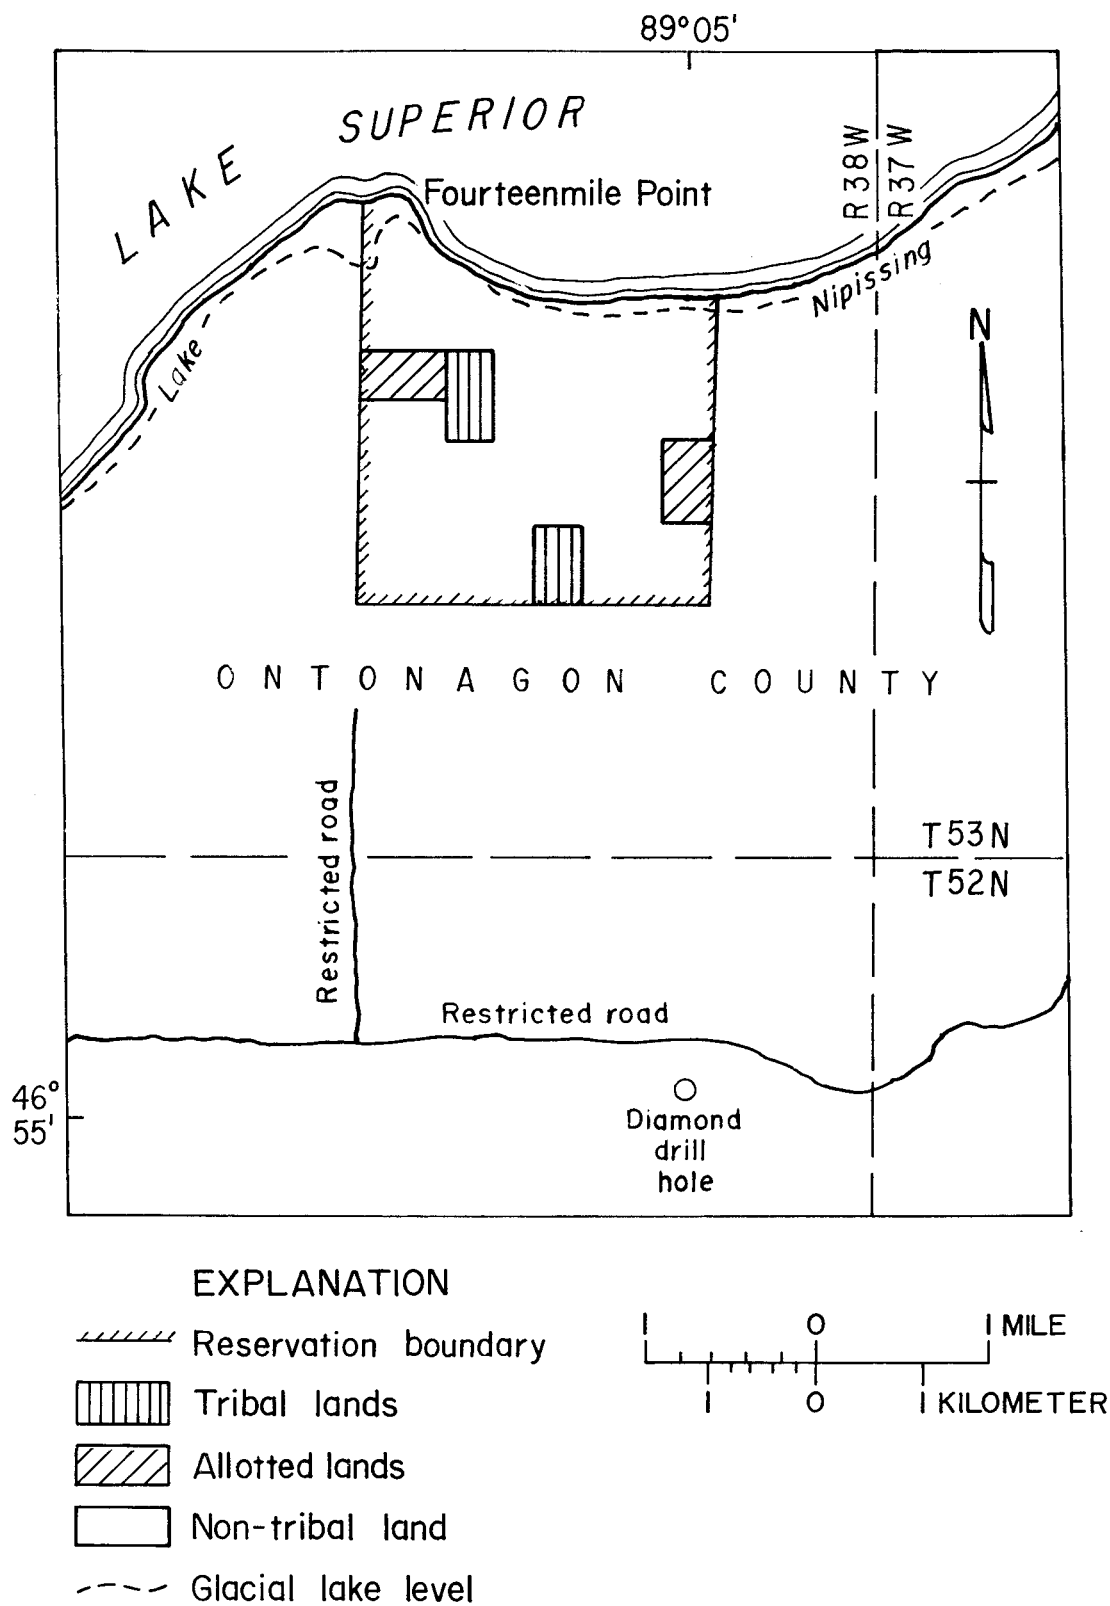 89°05'
LAKE SUPERIOR
Fourteenmile Point
R38W
R37W
Lake Nipissing
N
ONTONAGON COUNTY
T53N
T52N
Restricted road
Restricted road
46°
55'
Diamond
drill
hole
EXPLANATION
Reservation boundary
Tribal lands
Allotted lands
Non-tribal land
Glacial lake level
1 0 1 MILE
1 0 1 KILOMETER